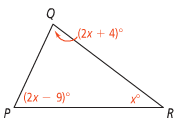 Q
(2x + 4)°
(2x − 9)°
x°
P
R